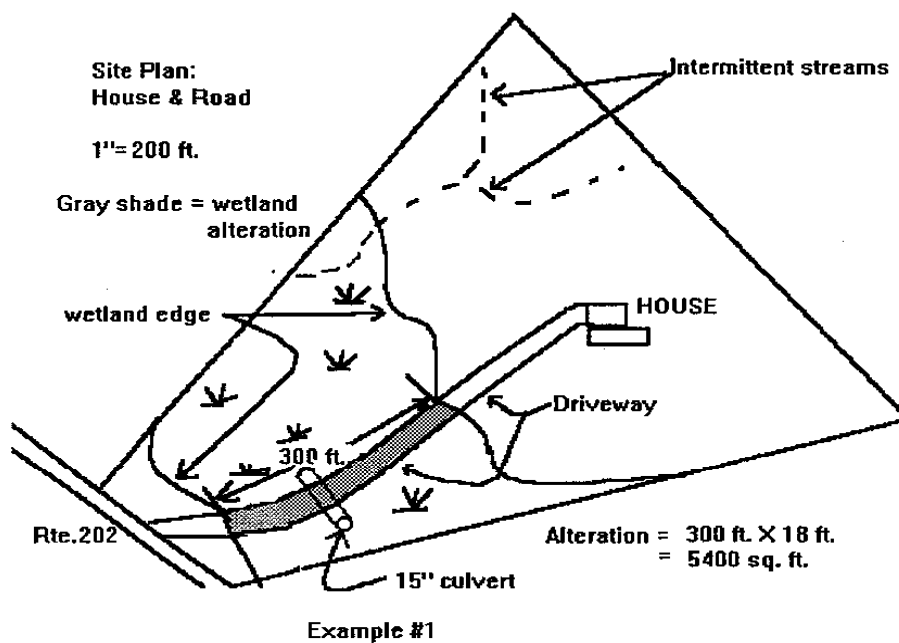 Site Plan:
House & Road
1"= 200 ft.
Gray shade = wetland
alteration
Intermittent streams
wetland edge
HOUSE
Driveway
300 ft.
Rte.202
Alteration = 300 ft. X 18 ft.
= 5400 sq. ft.
15" culvert
Example #1